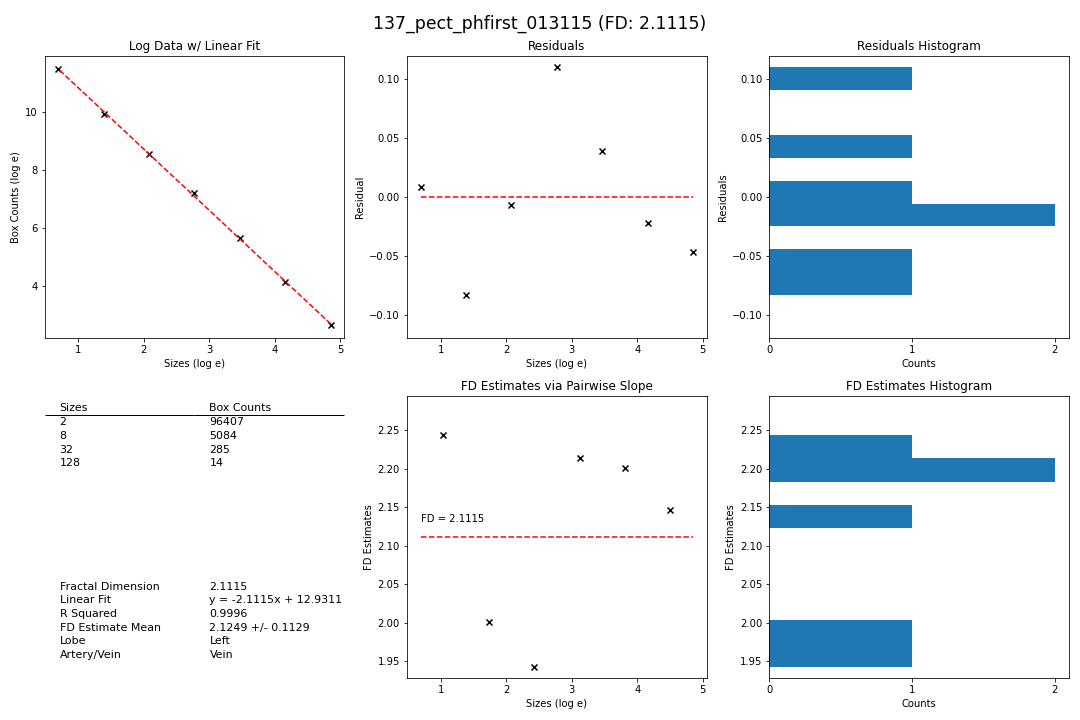 137_pect_phfirst_013115 (FD: 2.1115)
Log Data w/ Linear Fit
Box Counts (log e)
10
8
6
4
1 2 3 4 5
Sizes (log e)
Residuals
Residual
0.10
0.05
0.00
−0.05
−0.10
1 2 3 4 5
Sizes (log e)
Residuals Histogram
Residuals
0.10
0.05
0.00
−0.05
−0.10
0 1 2
Counts
Sizes Box Counts
2 96407
8 5084
32 285
128 14
Fractal Dimension 2.1115
Linear Fit y = -2.1115x + 12.9311
R Squared 0.9996
FD Estimate Mean 2.1249 +/- 0.1129
Lobe Left
Artery/Vein Vein
FD Estimates via Pairwise Slope
FD Estimates
2.25
2.20
2.15
2.10
2.05
2.00
1.95
FD = 2.1115
1 2 3 4 5
Sizes (log e)
FD Estimates Histogram
FD Estimates
2.25
2.20
2.15
2.10
2.05
2.00
1.95
0 1 2
Counts